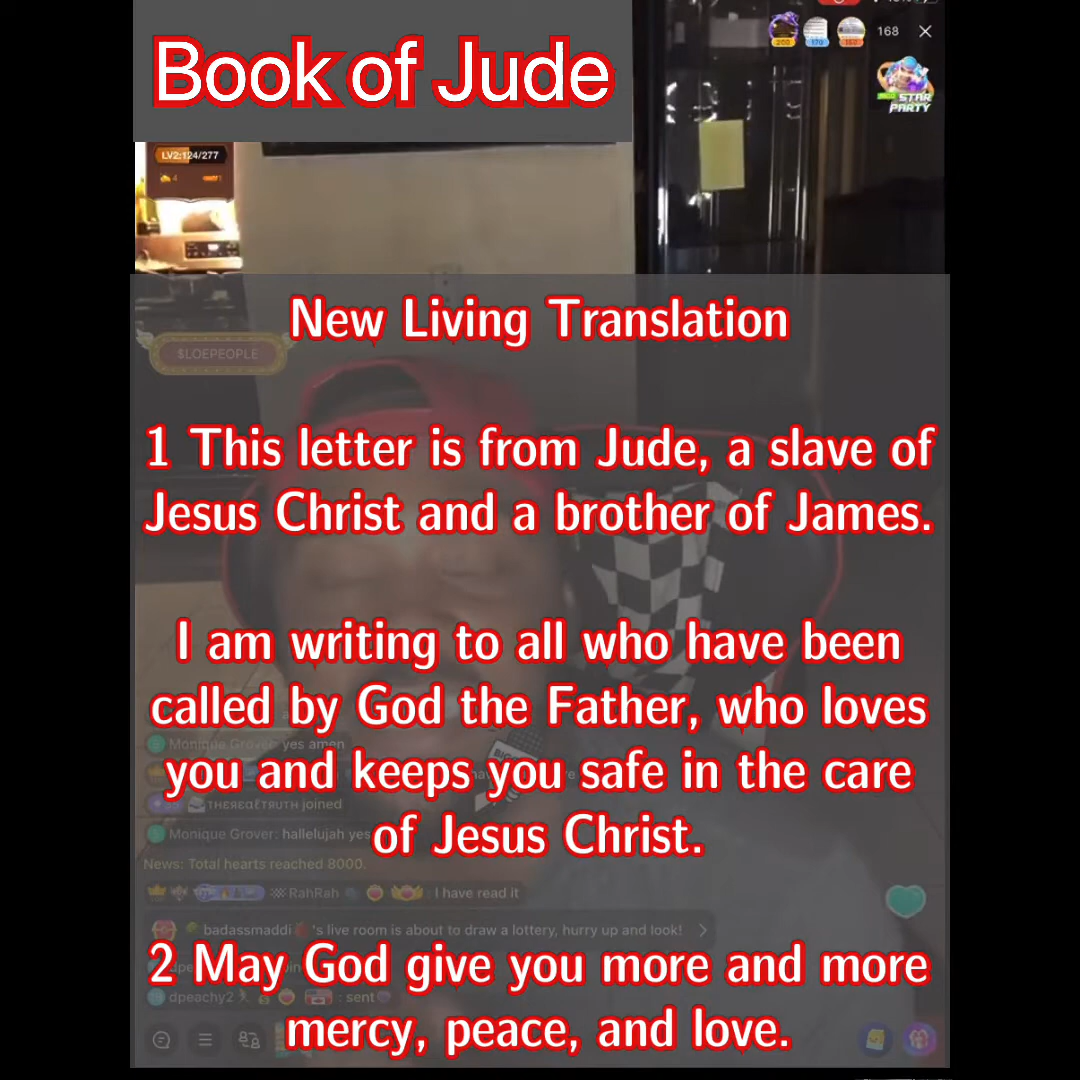 Book of Jude
168
200
170
STAR
PARTY
LV2:124/277
4
New Living Translation
$LOEPEOPLE
1 This letter is from Jude, a slave of
Jesus Christ and a brother of James.
I am writing to all who have been
called by God the Father, who loves
Monique Grover: yes amen
you and keeps you safe in the care
THEREALTRUTH joined
Monique Grover: hallelujah yes
of Jesus Christ.
News: Total hearts reached 8000.
RahRah : I have read it
badassmaddi 's live room is about to draw a lottery, hurry up and look!
2 May God give you more and more
dpeachy2 : sent
mercy, peace, and love.